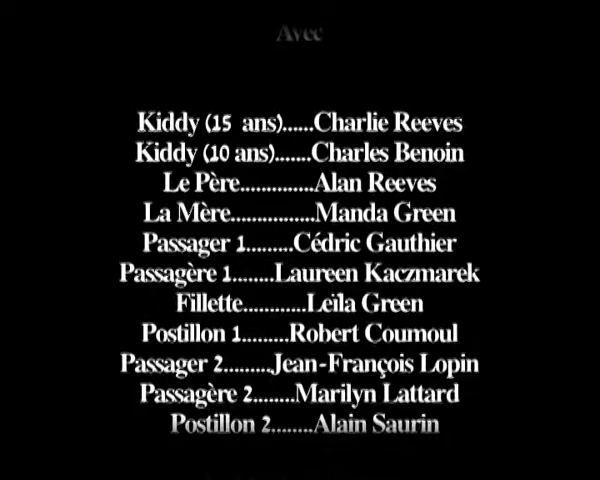 Avec
Kiddy (15 ans)......Charlie Reeves
Kiddy (10 ans).......Charles Benoin
Le Père..............Alan Reeves
La Mère................Manda Green
Passager 1.........Cédric Gauthier
Passagère 1........Laureen Kaczmarek
Fillette............Leïla Green
Postillon 1.........Robert Coumoul
Passager 2.........Jean-François Lopin
Passagère 2........Marilyn Lattard
Postillon 2........Alain Saurin